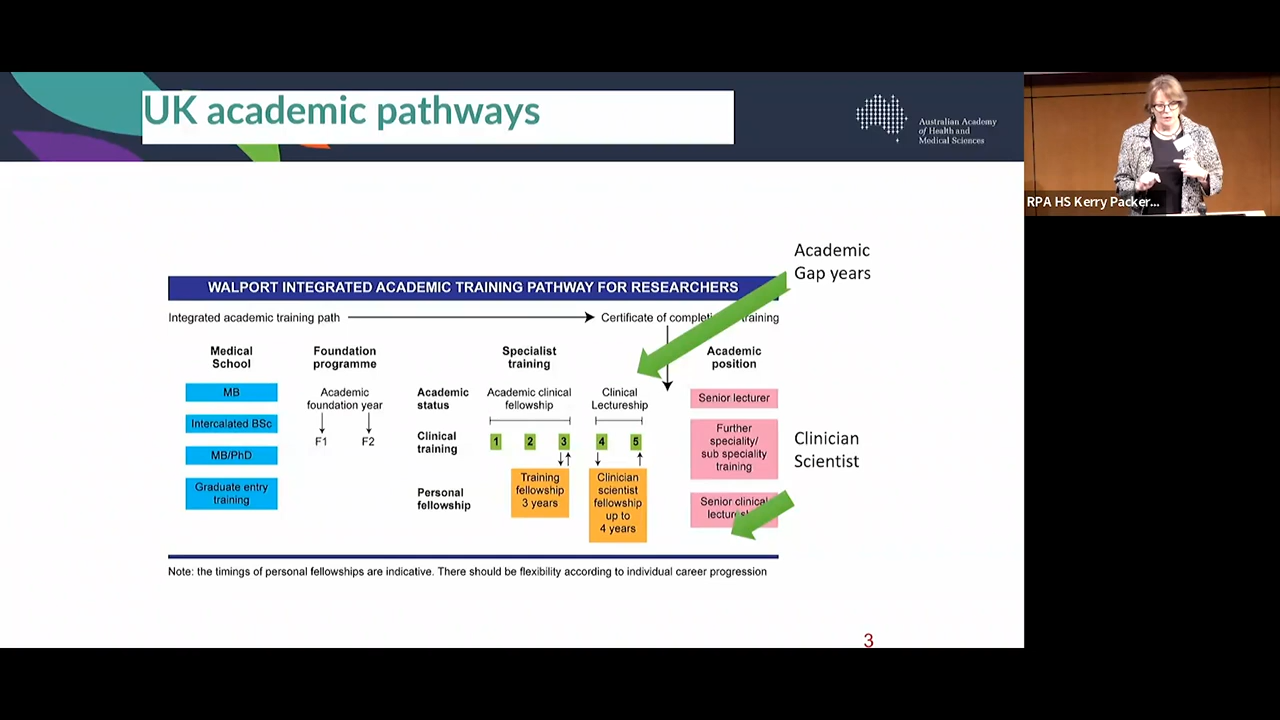 UK academic pathways
Australian Academy
of Health and
Medical Sciences
RPA HS Kerry Packer...
Academic
Gap years
WALPORT INTEGRATED ACADEMIC TRAINING PATHWAY FOR RESEARCHERS
Integrated academic training path
Certificate of training
Medical
School
MB
Intercalated BSc
MB/PhD
Graduate entry
training
Foundation
programme
Academic
foundation year
F1
F2
Academic
status
Clinical
training
Personal
fellowship
Specialist
training
Academic clinical
fellowship
Clinical
Lectureship
1 2 3 4 5
Training
fellowship
3 years
Clinician
scientist
fellowship
up to
4 years
Academic
position
Senior lecturer
Further
speciality/
sub speciality
training
Senior clinical
Clinician
Scientist
Note: the timings of personal fellowships are indicative. There should be flexibility according to individual career progression
3